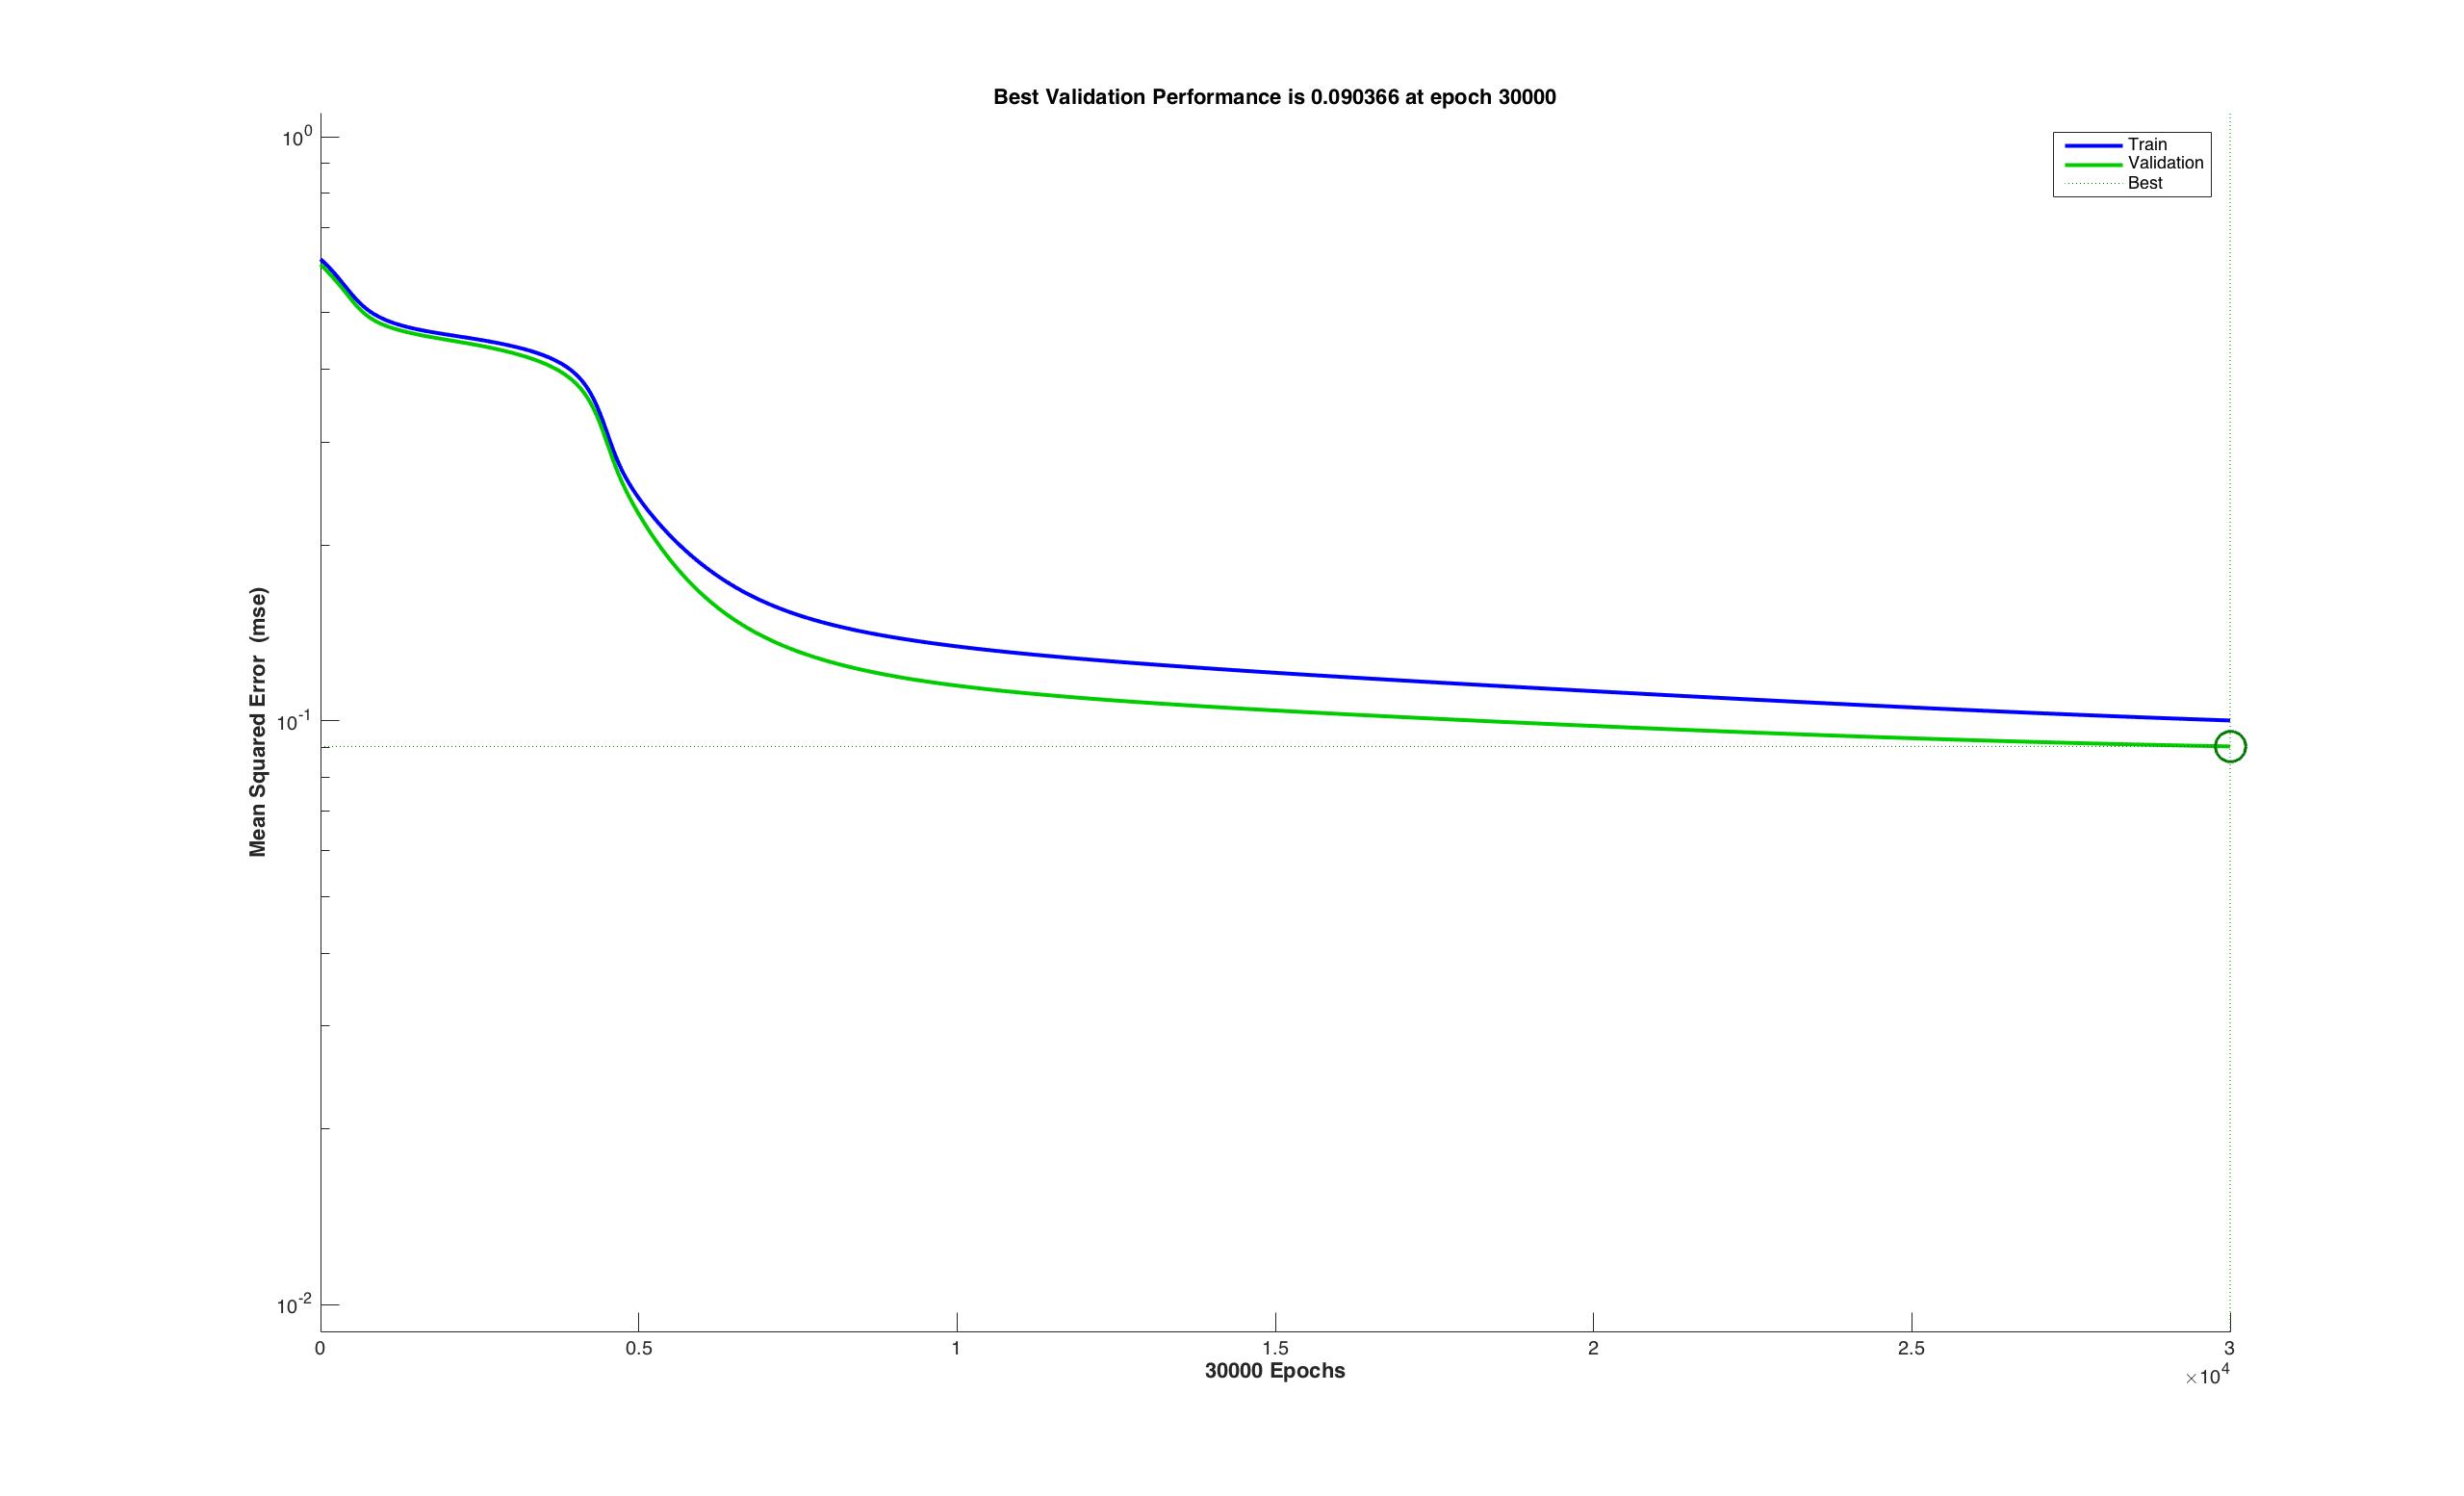 Best Validation Performance is 0.090366 at epoch 30000
10^0
Train
Validation
Best
Mean Squared Error (mse)
10^-1
10^-2
0 0.5 1 1.5 2 2.5 3
30000 Epochs
×10^4